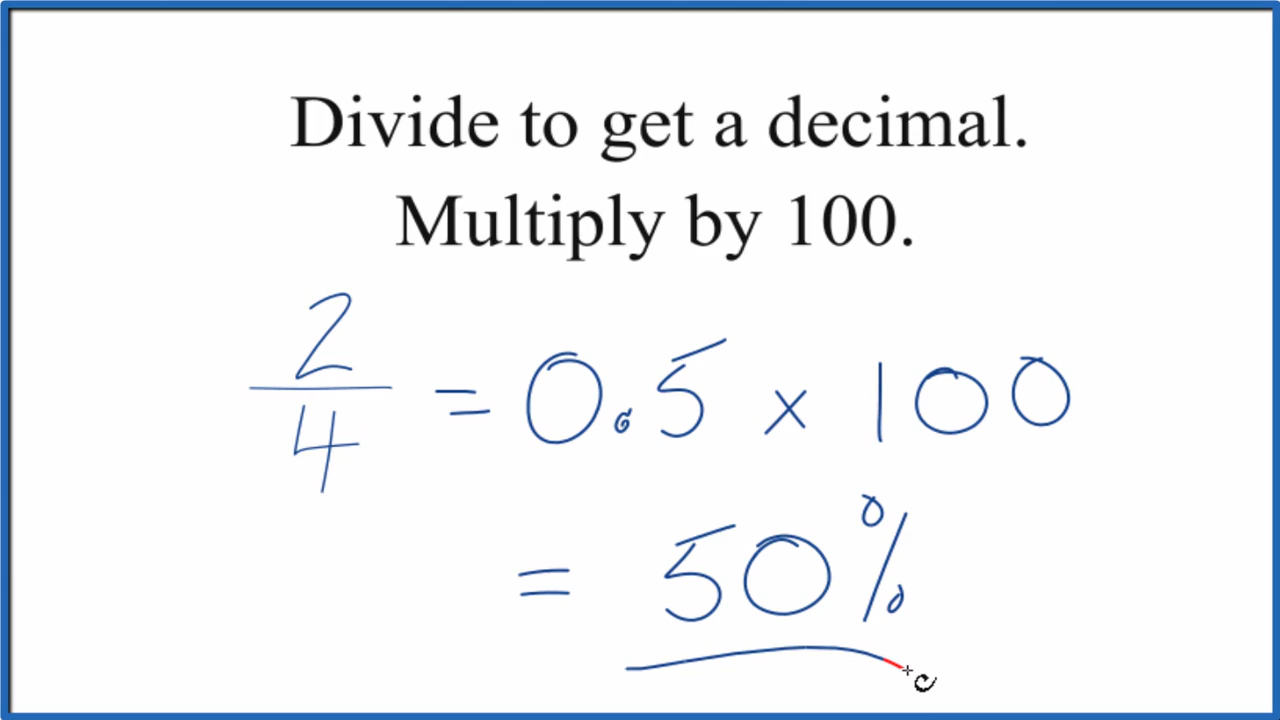 Divide to get a decimal.
Multiply by 100.
2/4 = 0.5 × 100
= 50%